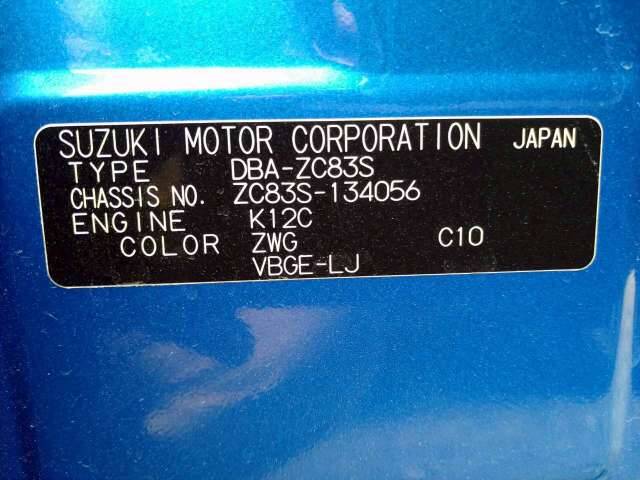 SUZUKI MOTOR CORPORATION JAPAN
TYPE DBA-ZC83S
CHASSIS NO. ZC83S-134056
ENGINE K12C
COLOR ZWG C10
VBGE-LJ